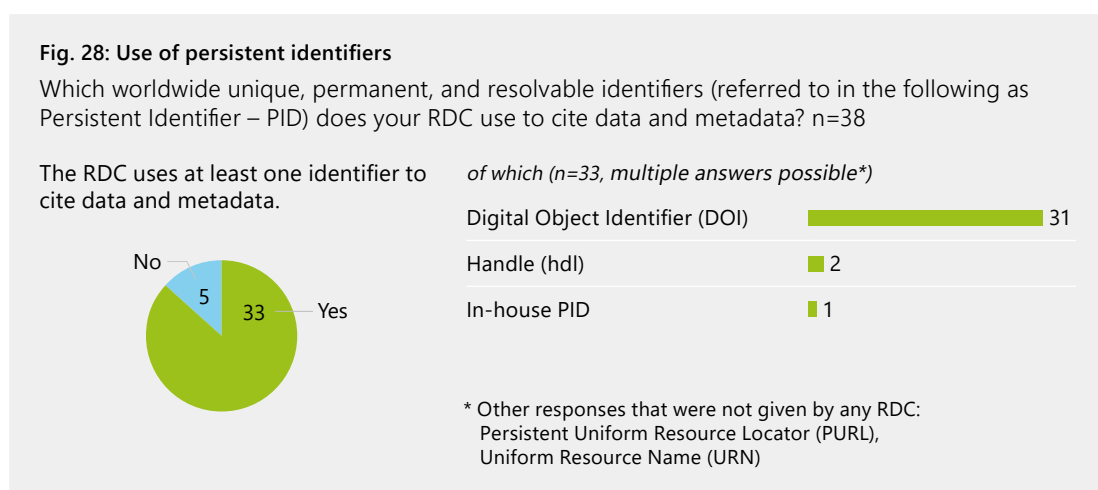 Fig. 28: Use of persistent identifiers
Which worldwide unique, permanent, and resolvable identifiers (referred to in the following as
Persistent Identifier – PID) does your RDC use to cite data and metadata? n=38
The RDC uses at least one identifier to
cite data and metadata.
No
5
33
Yes
of which (n=33, multiple answers possible*)
Digital Object Identifier (DOI) 31
Handle (hdl) 2
In-house PID 1
* Other responses that were not given by any RDC:
Persistent Uniform Resource Locator (PURL),
Uniform Resource Name (URN)